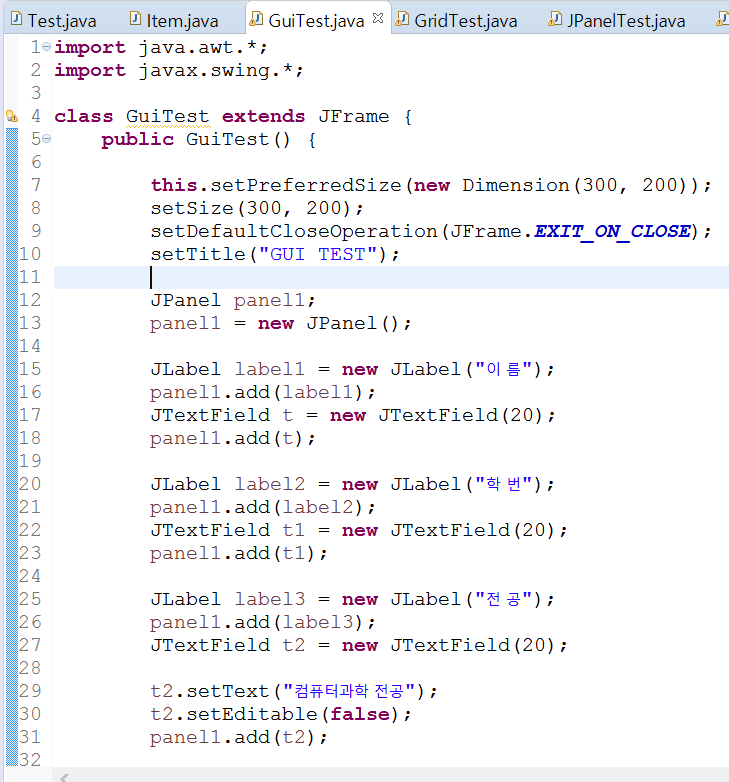 Test.java Item.java GuiTest.java GridTest.java JPanelTest.java
1 import java.awt.*;
2 import javax.swing.*;
3
4 class GuiTest extends JFrame {
5 public GuiTest() {
6
7 this.setPreferredSize(new Dimension(300, 200));
8 setSize(300, 200);
9 setDefaultCloseOperation(JFrame.EXIT_ON_CLOSE);
10 setTitle("GUI TEST");
11
12 JPanel panel1;
13 panel1 = new JPanel();
14
15 JLabel label1 = new JLabel("이 름");
16 panel1.add(label1);
17 JTextField t = new JTextField(20);
18 panel1.add(t);
19
20 JLabel label2 = new JLabel("학 번");
21 panel1.add(label2);
22 JTextField t1 = new JTextField(20);
23 panel1.add(t1);
24
25 JLabel label3 = new JLabel("전 공");
26 panel1.add(label3);
27 JTextField t2 = new JTextField(20);
28
29 t2.setText("컴퓨터과학 전공");
30 t2.setEditable(false);
31 panel1.add(t2);
32